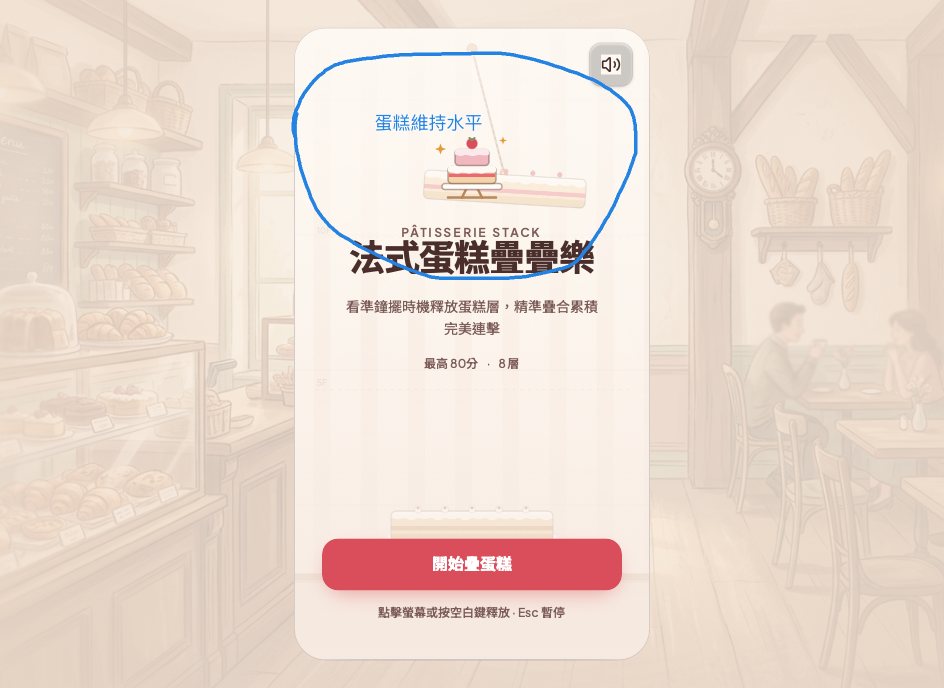 蛋糕維持水平
PÂTISSERIE STACK
法式蛋糕疊疊樂
看準鐘擺時機釋放蛋糕層，精準疊合累積
完美連擊
最高 80分 · 8層
5F
開始疊蛋糕
點擊螢幕或按空白鍵釋放 · Esc 暫停